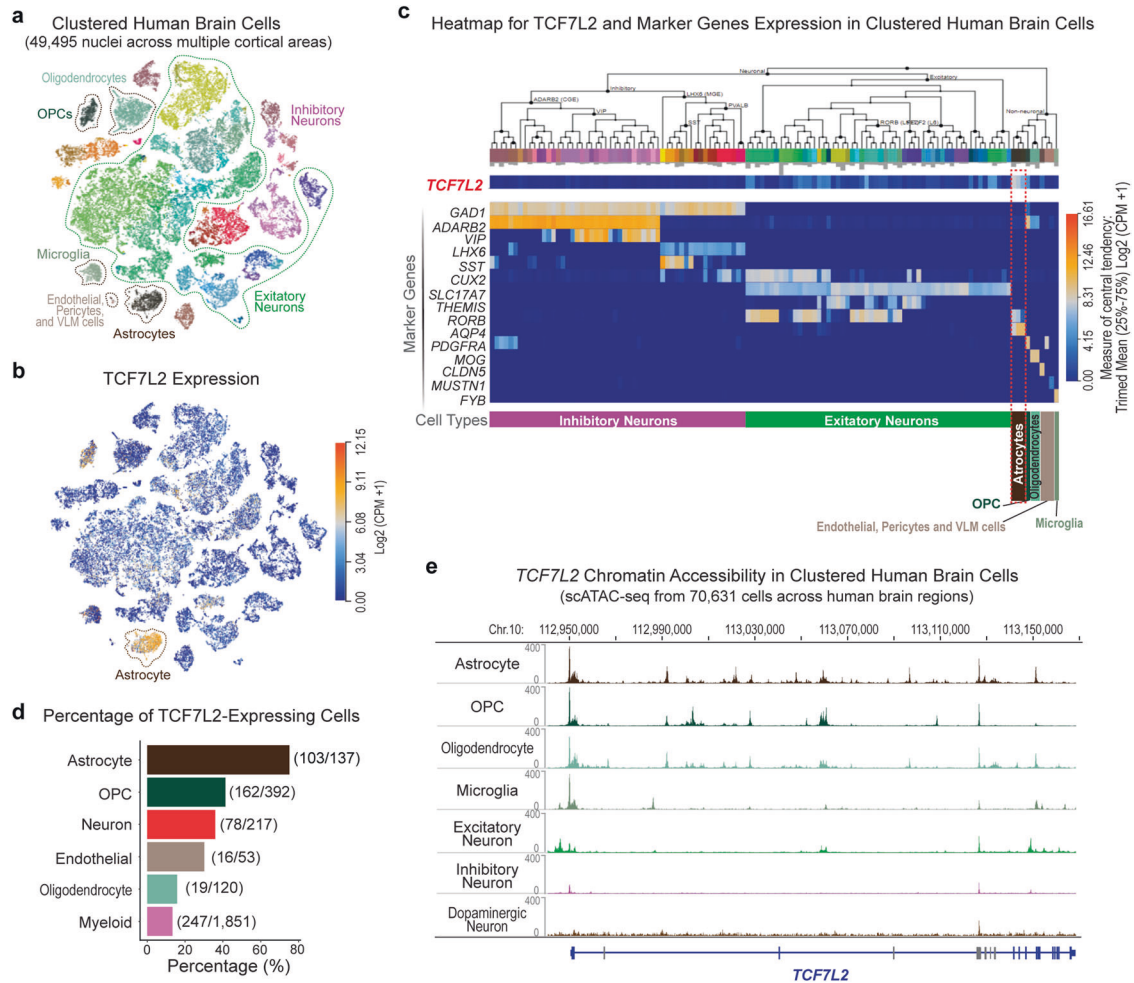 a
Clustered Human Brain Cells
(49,495 nuclei across multiple cortical areas)
Oligodendrocytes
OPCs
Inhibitory
Neurons
Microglia
Endothelial,
Pericytes,
and VLM cells
Astrocytes
Exitatory
Neurons
b
TCF7L2 Expression
12.15
9.11
6.08
3.04
0.00
Log2 (CPM +1)
Astrocyte
c
Heatmap for TCF7L2 and Marker Genes Expression in Clustered Human Brain Cells
Neuronal
Inhibitory
Exitatory
ADARB2 (CGE)
LHX6 (MGE)
Non-neuronal
VIP
PVALB
SST
TCF7L2
Marker Genes
GAD1
ADARB2
VIP
LHX6
SST
CUX2
SLC17A7
THEMIS
RORB
AQP4
PDGFRA
MOG
CLDN5
MUSTN1
FYB
16.61
12.46
8.31
4.15
0.00
Measure of central tendency:
Trimed Mean (25%-75%) Log2 (CPM +1)
Cell Types
Inhibitory Neurons
Exitatory Neurons
Atrocytes
Oligodendrocytes
OPC
Endothelial, Pericytes and VLM cells
Microglia
d
Percentage of TCF7L2-Expressing Cells
Astrocyte (103/137)
OPC (162/392)
Neuron (78/217)
Endothelial (16/53)
Oligodendrocyte (19/120)
Myeloid (247/1,851)
0 20 40 60 80
Percentage (%)
e
TCF7L2 Chromatin Accessibility in Clustered Human Brain Cells
(scATAC-seq from 70,631 cells across human brain regions)
Chr.10: 112,950,000 112,990,000 113,030,000 113,070,000 113,110,000 113,150,000
400
Astrocyte
0
400
OPC
0
400
Oligodendrocyte
0
400
Microglia
0
400
Excitatory
Neuron
0
400
Inhibitory
Neuron
0
400
Dopaminergic
Neuron
0
TCF7L2